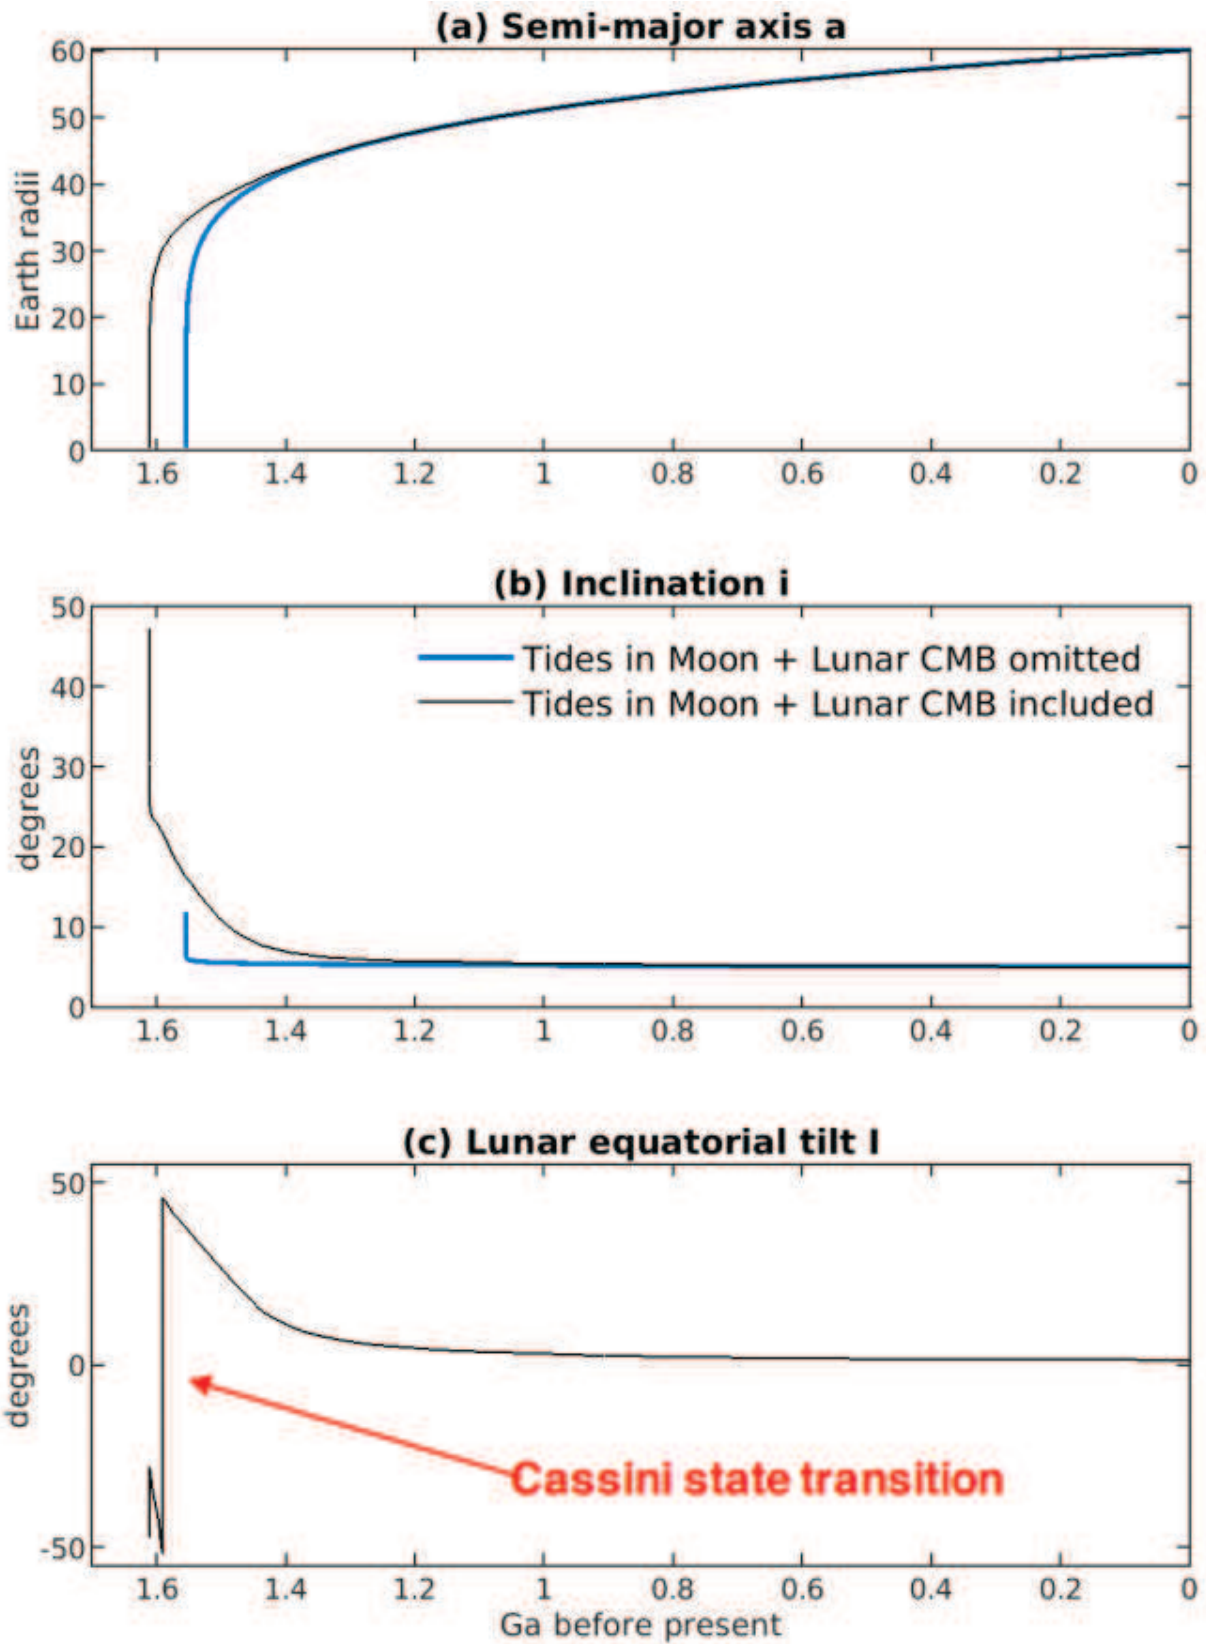 (a) Semi-major axis a
60
50
40
30
20
10
0
Earth radii
1.6 1.4 1.2 1 0.8 0.6 0.4 0.2 0
(b) Inclination i
50
40
30
20
10
0
degrees
Tides in Moon + Lunar CMB omitted
Tides in Moon + Lunar CMB included
1.6 1.4 1.2 1 0.8 0.6 0.4 0.2 0
(c) Lunar equatorial tilt I
50
0
-50
degrees
Cassini state transition
1.6 1.4 1.2 1 0.8 0.6 0.4 0.2 0
Ga before present